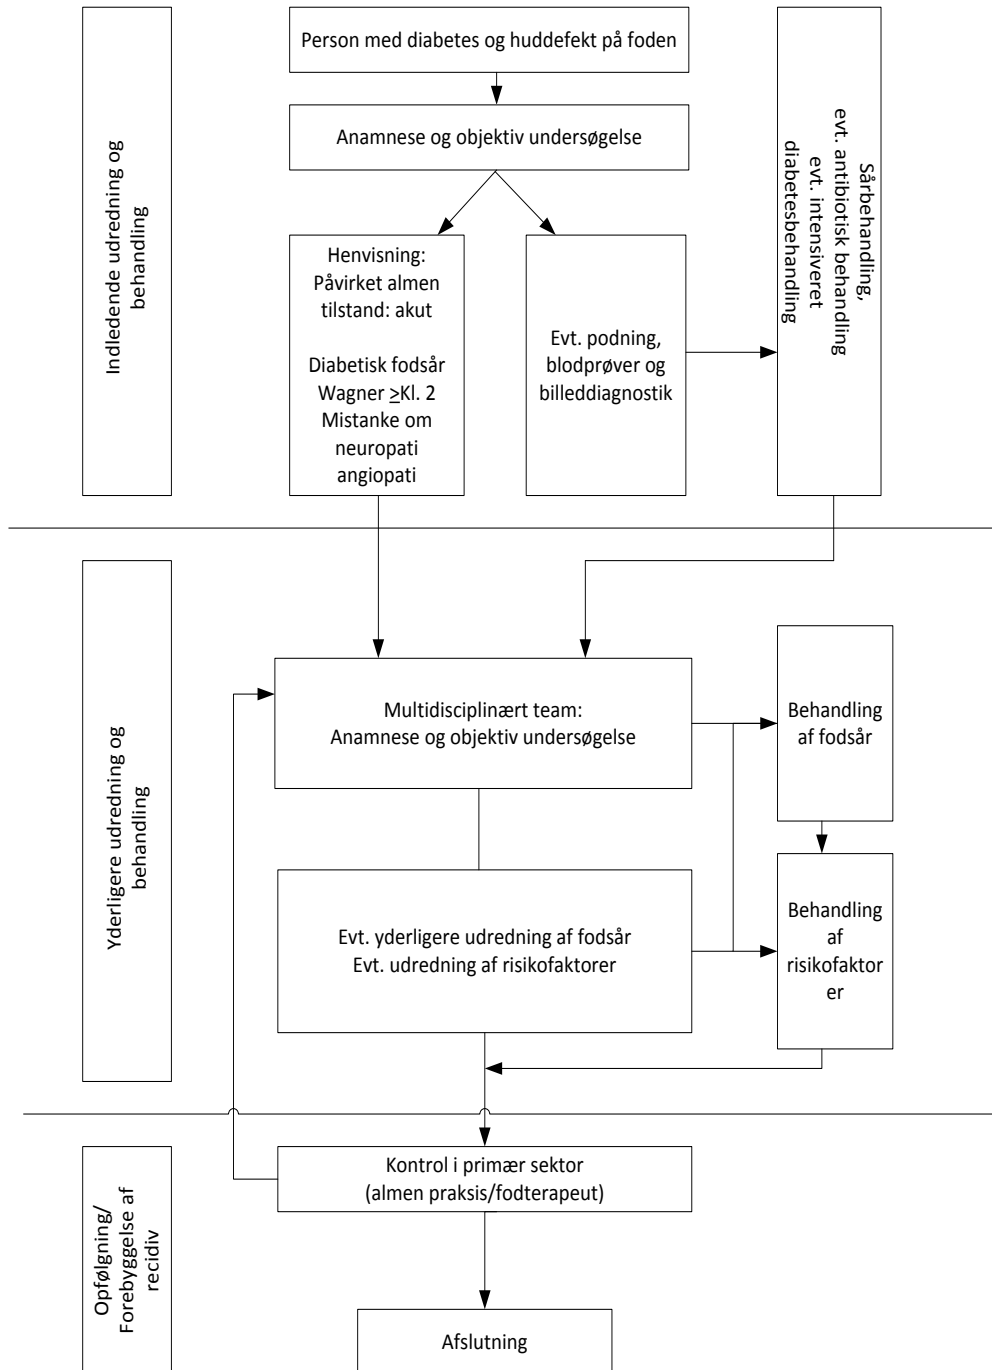 Person med diabetes og huddefekt på foden
Anamnese og objektiv undersøgelse
Indledende udredning og
behandling
Henvisning:
Påvirket almen
tilstand: akut
Diabetisk fodsår
Wagner ≥Kl. 2
Mistanke om
neuropati
angiopati
Evt. podning,
blodprøver og
billeddiagnostik
Sårbehandling,
evt. antibiotisk behandling
evt. intensiveret
diabetesbehandling
Yderligere udredning og
behandling
Multidisciplinært team:
Anamnese og objektiv undersøgelse
Behandling
af fodsår
Evt. yderligere udredning af fodsår
Evt. udredning af risikofaktorer
Behandling
af
risikofaktor
er
Opfølgning/
Forebyggelse af
recidiv
Kontrol i primær sektor
(almen praksis/fodterapeut)
Afslutning